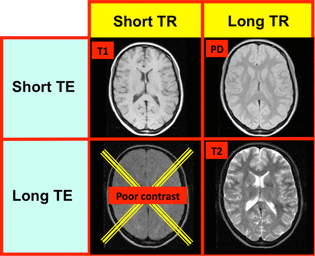 Short TR
Long TR
Short TE
T1
PD
Long TE
Poor contrast
T2